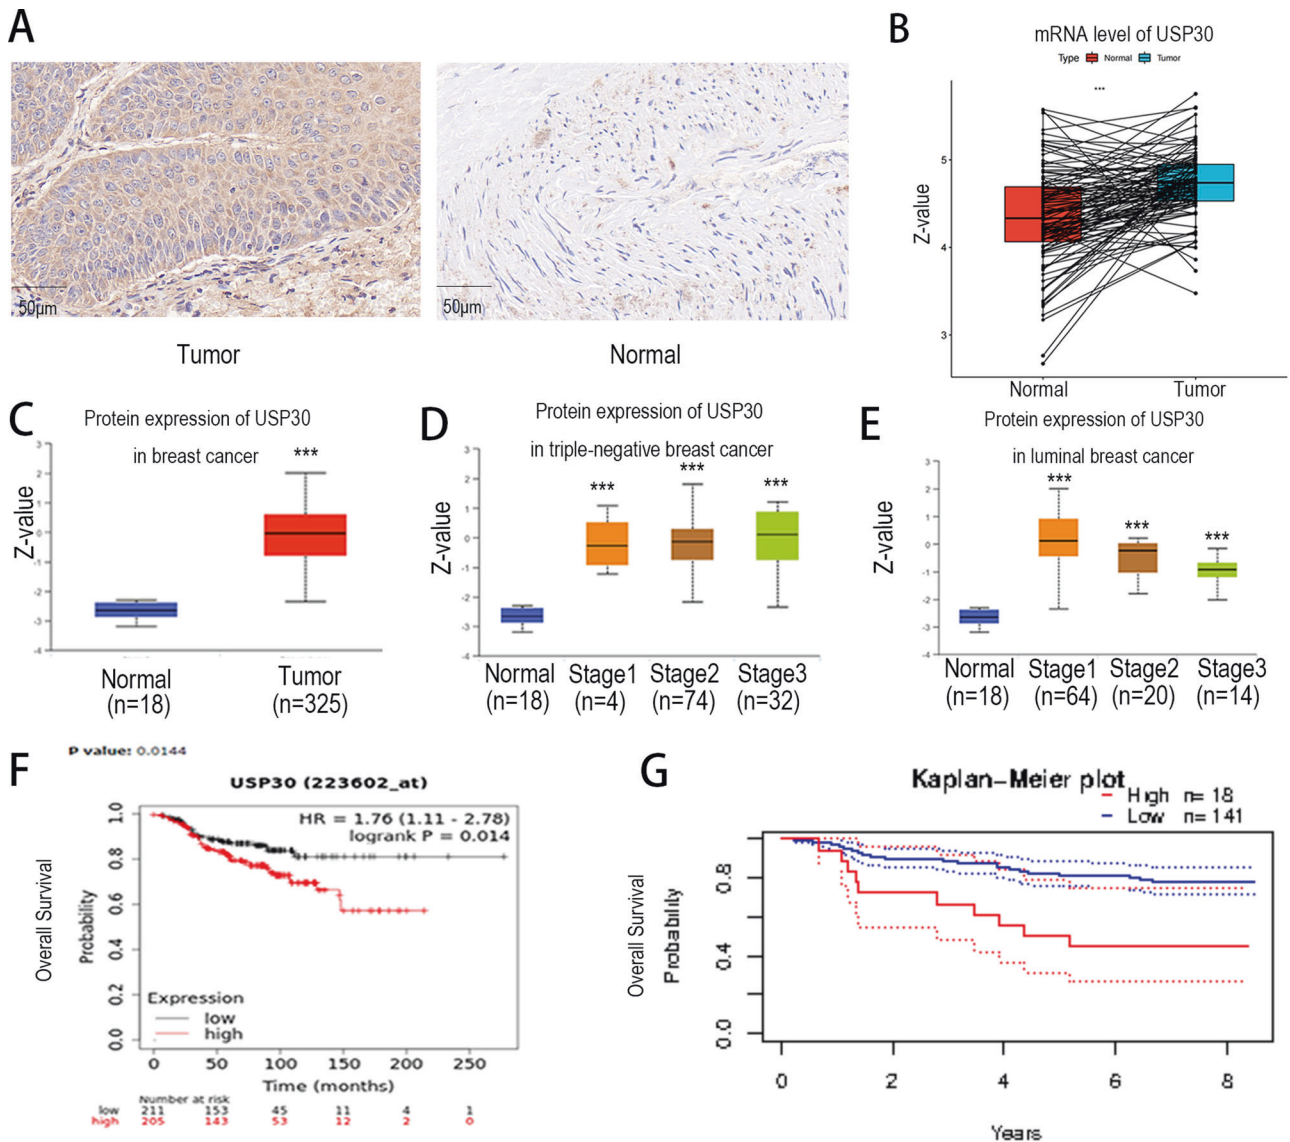 A
50µm
Tumor
50µm
Normal
B
mRNA level of USP30
Type Normal Tumor
***
Z-value
5
4
3
Normal Tumor
C
Protein expression of USP30
in breast cancer
***
Z-value
3
2
1
0
-1
-2
-3
-4
Normal Tumor
(n=18) (n=325)
D
Protein expression of USP30
in triple-negative breast cancer
*** *** ***
Z-value
3
2
1
0
-1
-2
-3
-4
Normal Stage1 Stage2 Stage3
(n=18) (n=4) (n=74) (n=32)
E
Protein expression of USP30
in luminal breast cancer
*** *** ***
Z-value
3
2
1
0
-1
-2
-3
-4
Normal Stage1 Stage2 Stage3
(n=18) (n=64) (n=20) (n=14)
F
P value: 0.0144
USP30 (223602_at)
HR = 1.76 (1.11 - 2.78)
logrank P = 0.014
Overall Survival
Probability
1.0
0.8
0.6
0.4
0.2
0.0
Expression
low
high
0 50 100 150 200 250
Time (months)
Number at risk
low 211 153 45 11 4 1
high 205 143 53 12 2 0
G
Kaplan-Meier plot
High n= 18
Low n= 141
Overall Survival
Probability
0.8
0.4
0.0
0 2 4 6 8
Years